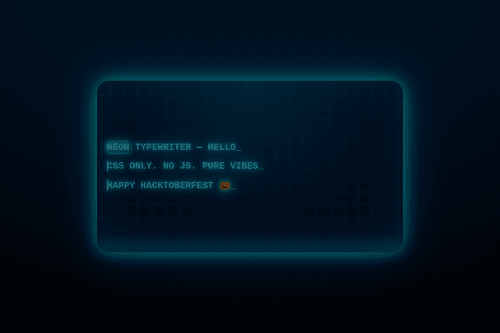 NEON TYPEWRITER — HELLO_
CSS ONLY. NO JS. PURE VIBES_
HAPPY HACKTOBERFEST 🎃_